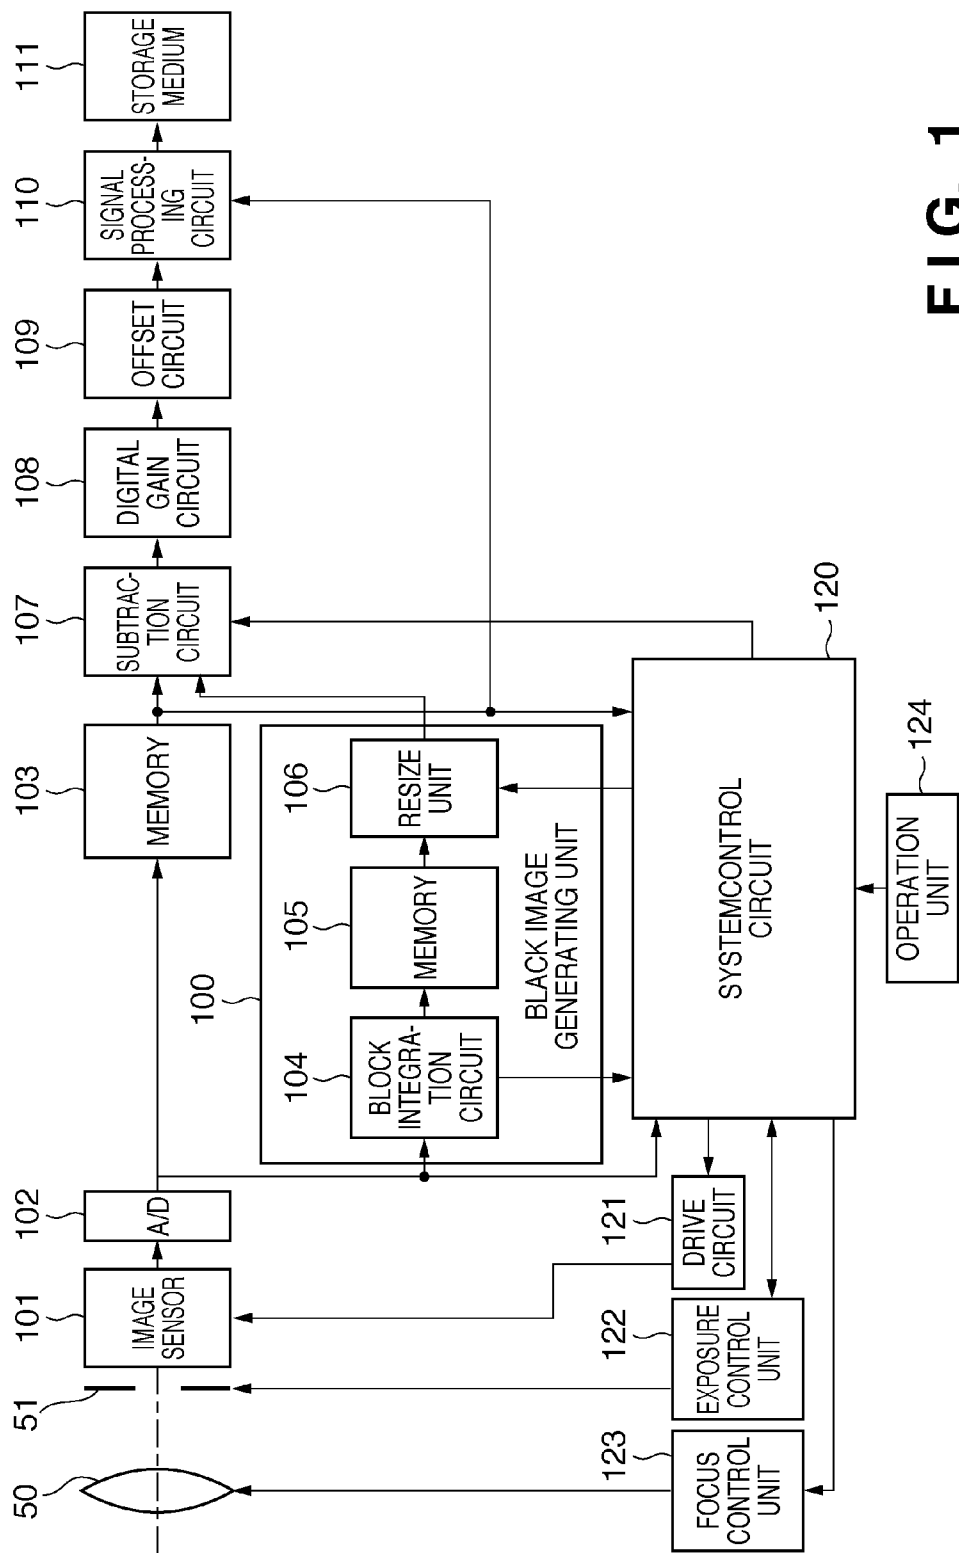 50
51
101
IMAGE
SENSOR
102
A/D
103
MEMORY
107
SUBTRAC-
TION
CIRCUIT
108
DIGITAL
GAIN
CIRCUIT
109
OFFSET
CIRCUIT
110
SIGNAL
PROCESS-
ING
CIRCUIT
111
STORAGE
MEDIUM
100
104
BLOCK
INTEGRA-
TION
CIRCUIT
105
MEMORY
106
RESIZE
UNIT
BLACK IMAGE
GENERATING UNIT
123
FOCUS
CONTROL
UNIT
122
EXPOSURE
CONTROL
UNIT
121
DRIVE
CIRCUIT
SYSTEMCONTROL
CIRCUIT
120
124
OPERATION
UNIT
FIG. 1